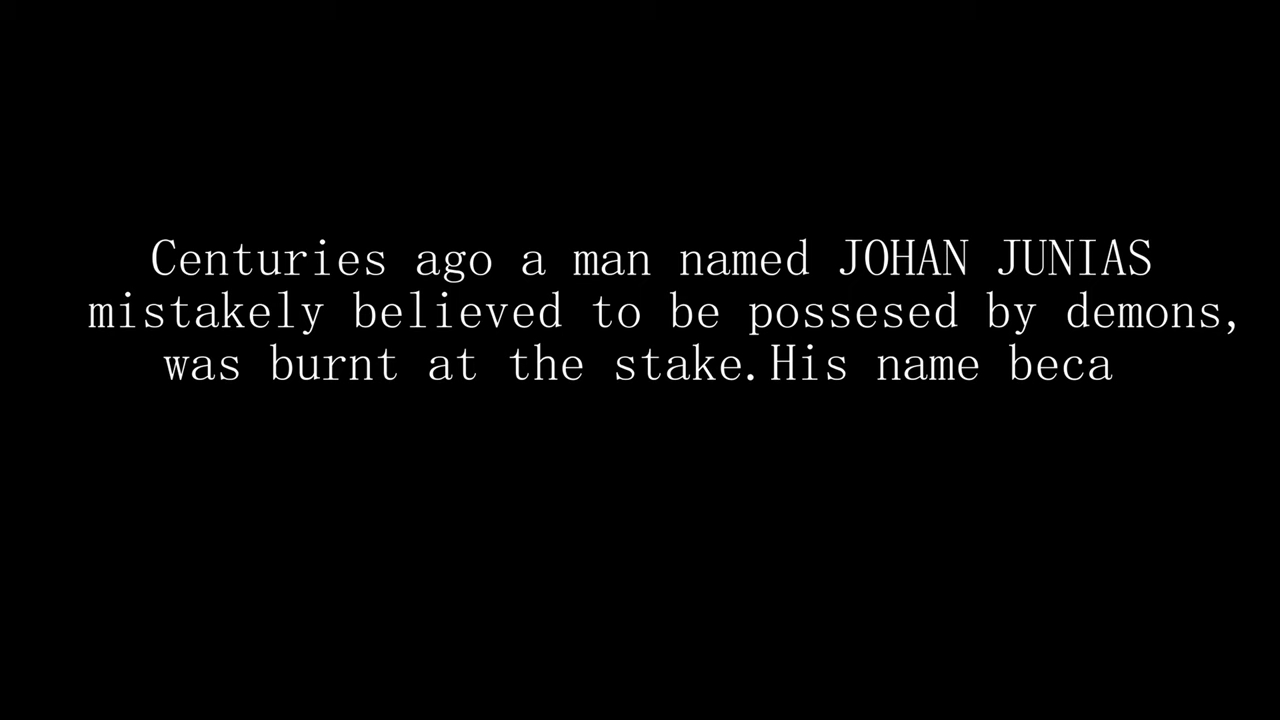 Centuries ago a man named JOHAN JUNIAS
mistakely believed to be possesed by demons,
was burnt at the stake.His name beca